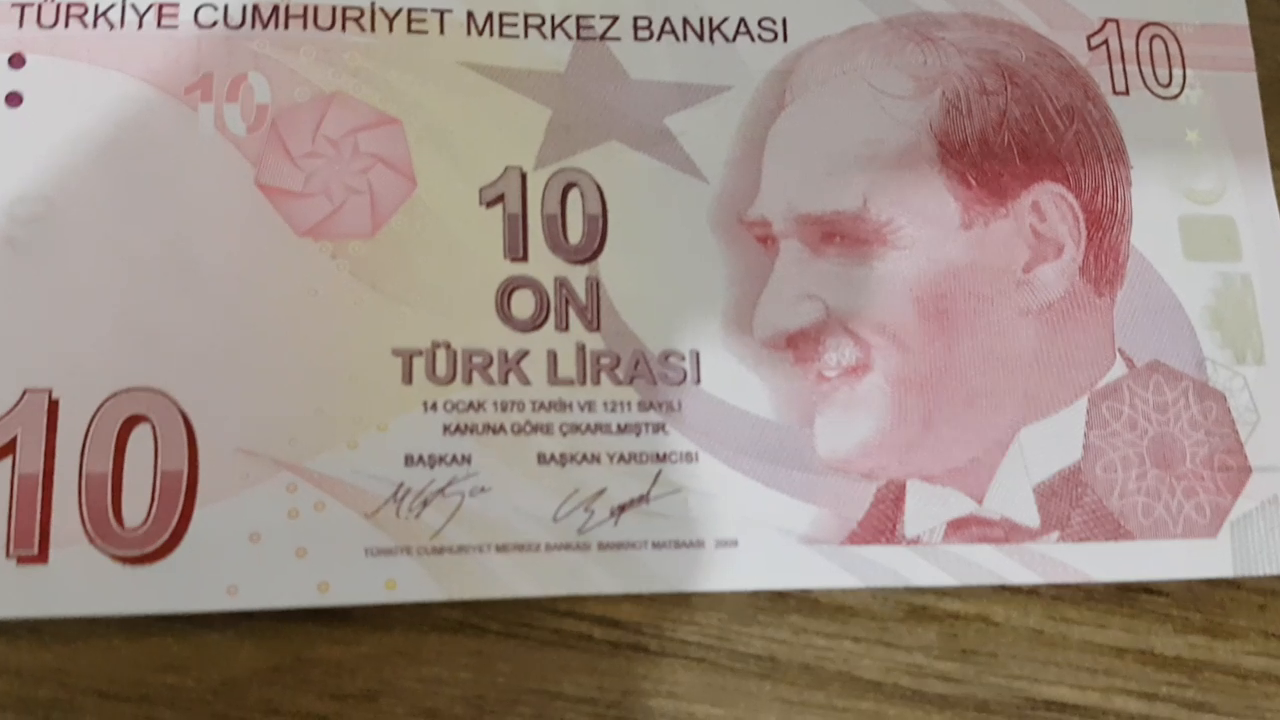 TÜRKİYE CUMHURİYET MERKEZ BANKASI
10
10
10
ON
TÜRK LİRASI
14 OCAK 1970 TARİH VE 1211 SAYILI
KANUNA GÖRE ÇIKARILMIŞTIR.
BAŞKAN
BAŞKAN YARDIMCISI
10
TÜRKİYE CUMHURİYET MERKEZ BANKASI BANKNOT MATBAASI 2009